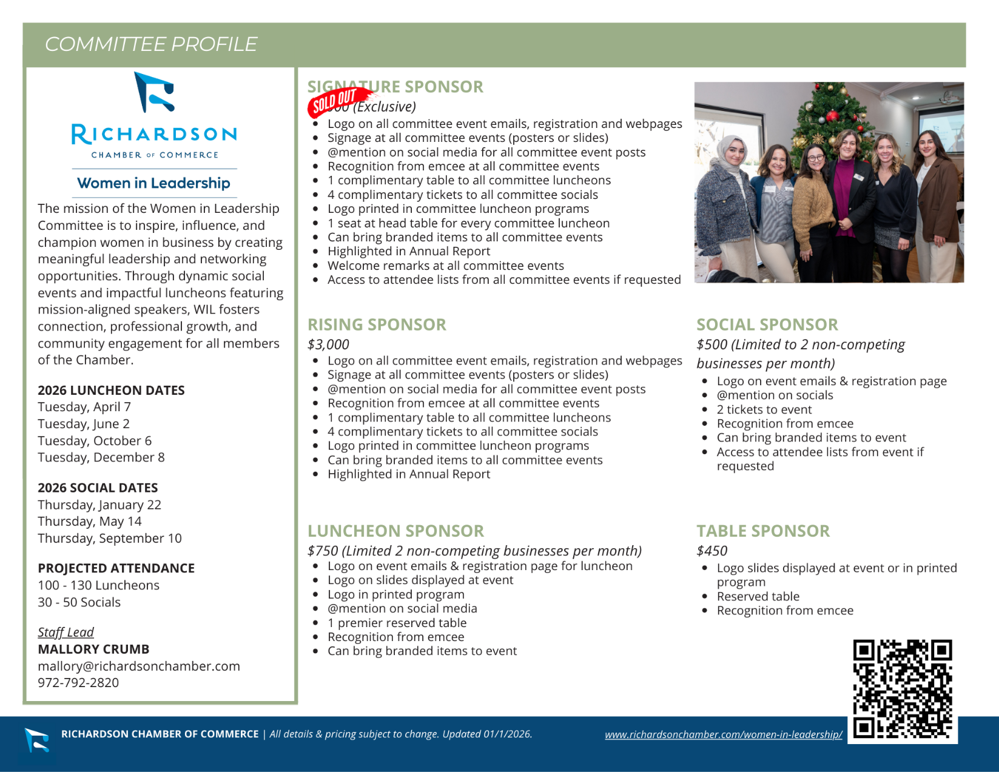 COMMITTEE PROFILE
RICHARDSON
CHAMBER OF COMMERCE
Women in Leadership
The mission of the Women in Leadership
Committee is to inspire, influence, and
champion women in business by creating
meaningful leadership and networking
opportunities. Through dynamic social
events and impactful luncheons featuring
mission-aligned speakers, WIL fosters
connection, professional growth, and
community engagement for all members
of the Chamber.
2026 LUNCHEON DATES
Tuesday, April 7
Tuesday, June 2
Tuesday, October 6
Tuesday, December 8
2026 SOCIAL DATES
Thursday, January 22
Thursday, May 14
Thursday, September 10
PROJECTED ATTENDANCE
100 - 130 Luncheons
30 - 50 Socials
Staff Lead
MALLORY CRUMB
mallory@richardsonchamber.com
972-792-2820
SIGNATURE SPONSOR
SOLD OUT
(Exclusive)
• Logo on all committee event emails, registration and webpages
• Signage at all committee events (posters or slides)
• @mention on social media for all committee event posts
• Recognition from emcee at all committee events
• 1 complimentary table to all committee luncheons
• 4 complimentary tickets to all committee socials
• Logo printed in committee luncheon programs
• 1 seat at head table for every committee luncheon
• Can bring branded items to all committee events
• Highlighted in Annual Report
• Welcome remarks at all committee events
• Access to attendee lists from all committee events if requested
RISING SPONSOR
$3,000
• Logo on all committee event emails, registration and webpages
• Signage at all committee events (posters or slides)
• @mention on social media for all committee event posts
• Recognition from emcee at all committee events
• 1 complimentary table to all committee luncheons
• 4 complimentary tickets to all committee socials
• Logo printed in committee luncheon programs
• Can bring branded items to all committee events
• Highlighted in Annual Report
SOCIAL SPONSOR
$500 (Limited to 2 non-competing
businesses per month)
• Logo on event emails & registration page
• @mention on socials
• 2 tickets to event
• Recognition from emcee
• Can bring branded items to event
• Access to attendee lists from event if
requested
LUNCHEON SPONSOR
$750 (Limited 2 non-competing businesses per month)
• Logo on event emails & registration page for luncheon
• Logo on slides displayed at event
• Logo in printed program
• @mention on social media
• 1 premier reserved table
• Recognition from emcee
• Can bring branded items to event
TABLE SPONSOR
$450
• Logo slides displayed at event or in printed
program
• Reserved table
• Recognition from emcee
RICHARDSON CHAMBER OF COMMERCE | All details & pricing subject to change. Updated 01/1/2026.
www.richardsonchamber.com/women-in-leadership/